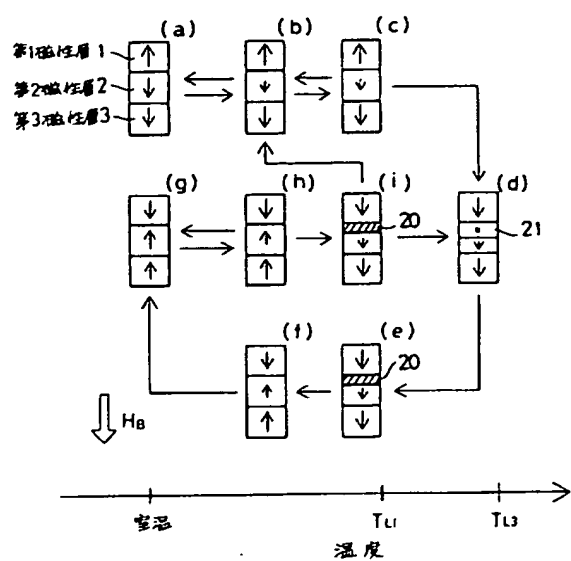 (a) (b) (c)
第1磁性層1
第2磁性層2
第3磁性層3
(g) (h) (i) (d)
20
21
(f) (e)
20
HB
室温 TL1 TL3
温度